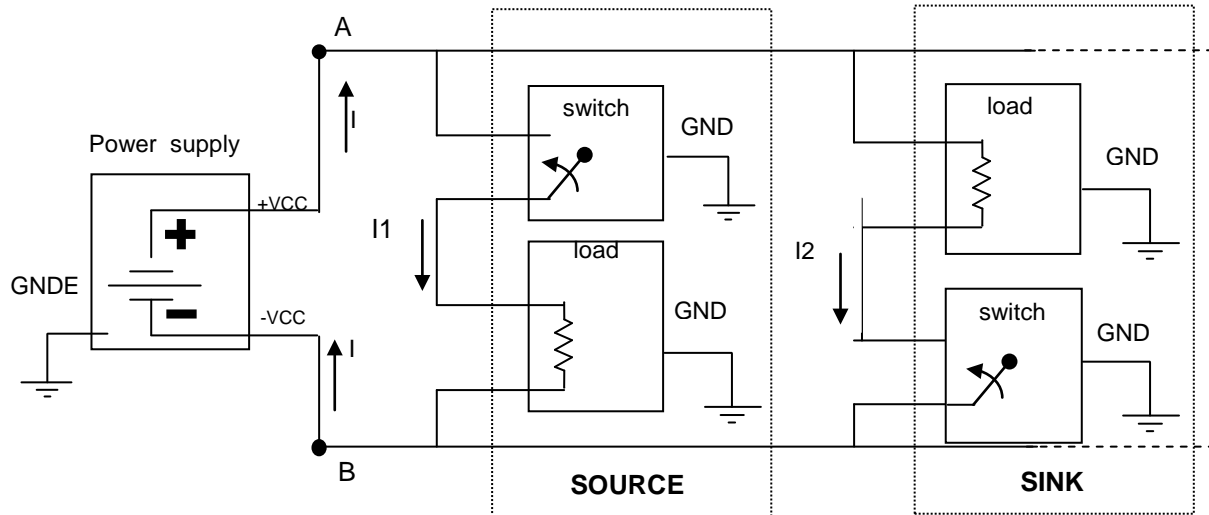 A
I
Power supply
+VCC
GNDE
-VCC
I
B
I1
switch
GND
load
GND
SOURCE
I2
load
GND
switch
GND
SINK